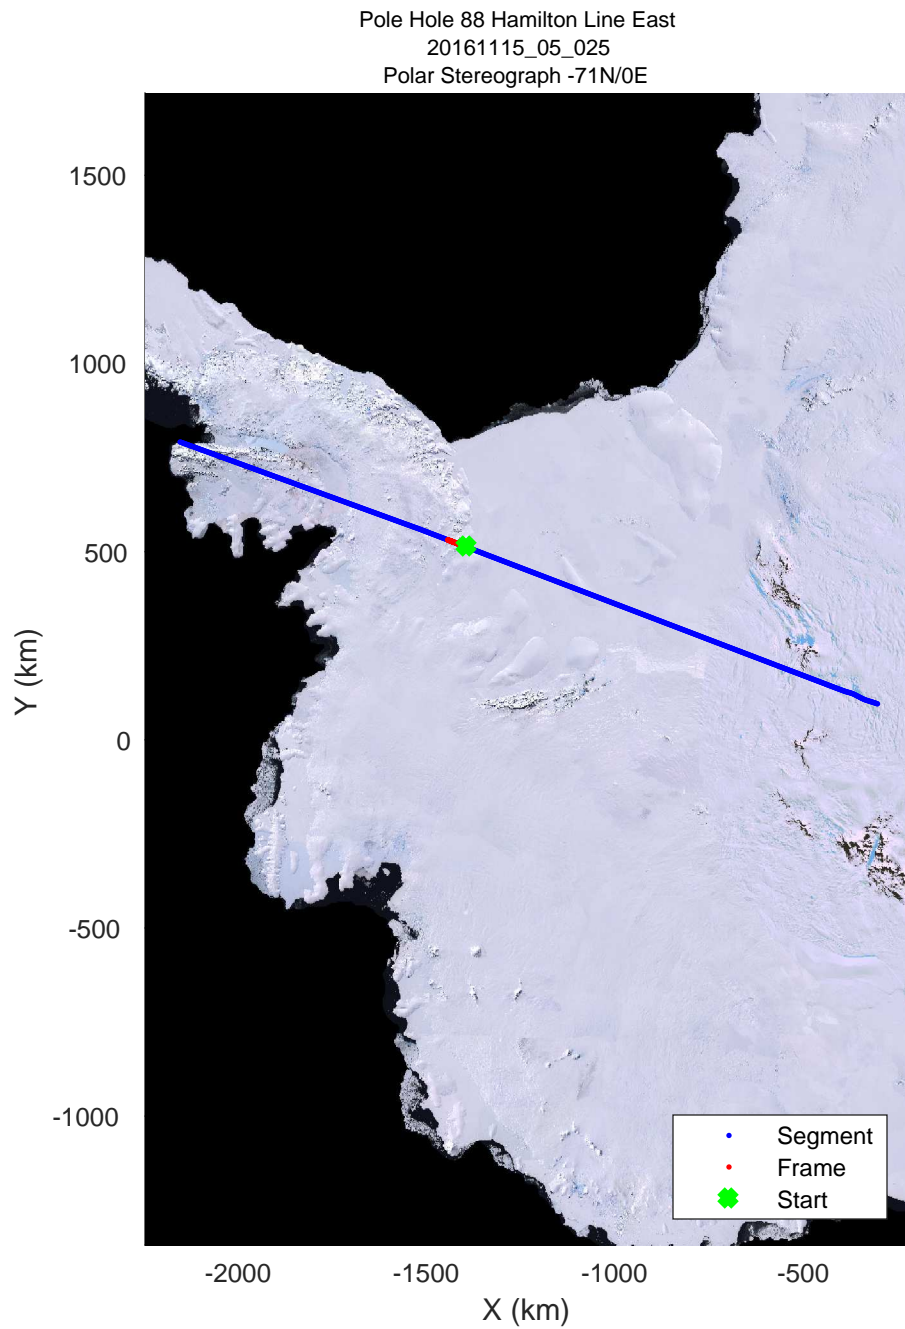 Pole Hole 88 Hamilton Line East
20161115_05_025
Polar Stereograph -71N/0E
1500
1000
500
0
-500
-1000
Y (km)
-2000
-1500
-1000
-500
X (km)
Segment
Frame
Start